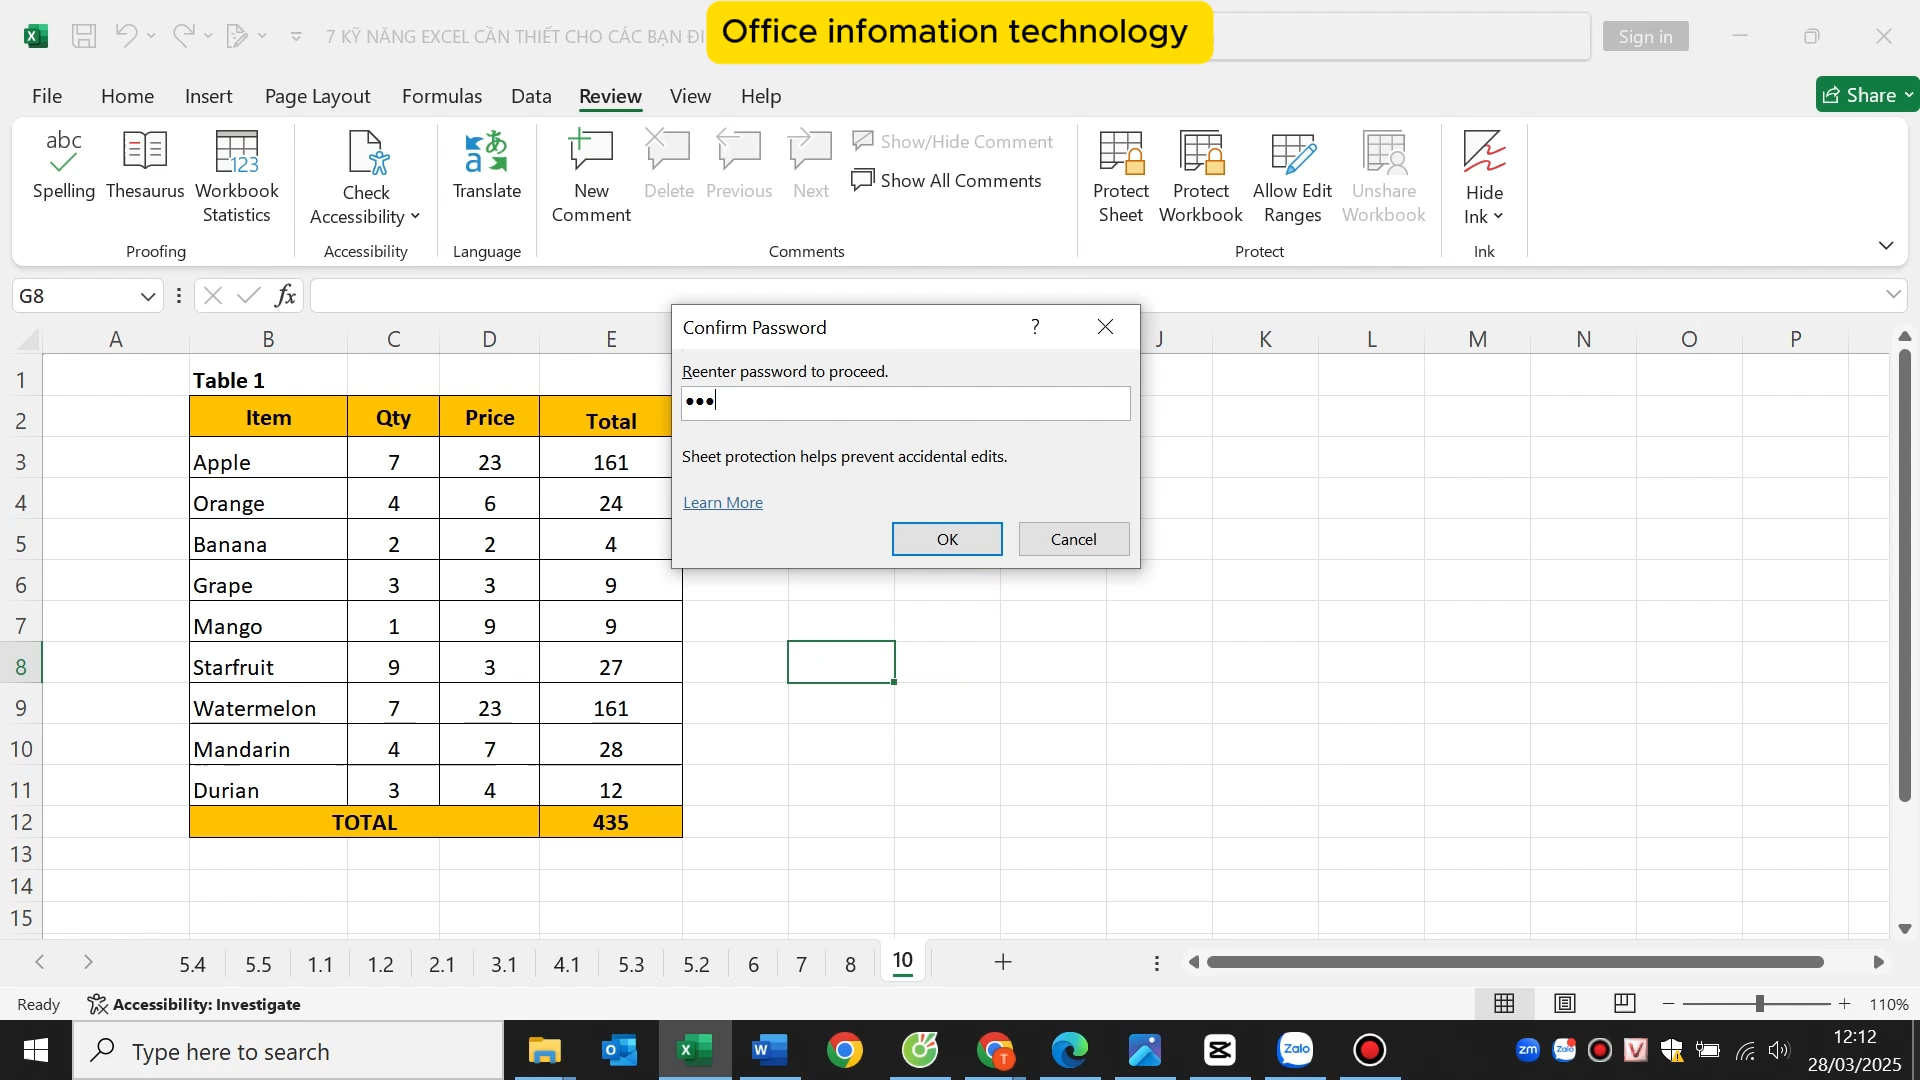 Office infomation technology
7 KỸ NĂNG EXCEL CẦN THIẾT CHO CÁC BẠN ĐI
Sign in
File Home Insert Page Layout Formulas Data Review View Help
Share
abc
123
Spelling Thesaurus Workbook Statistics
Check Accessibility
Translate
New Comment
Delete Previous Next
Show/Hide Comment
Show All Comments
Protect Sheet
Protect Workbook
Allow Edit Ranges
Unshare Workbook
Hide Ink
Proofing Accessibility Language Comments Protect Ink
G8
fx
Confirm Password ?
Reenter password to proceed.
•••
Sheet protection helps prevent accidental edits.
Learn More
OK Cancel
A B C D E J K L M N O P
1 Table 1
2 Item Qty Price Total
3 Apple 7 23 161
4 Orange 4 6 24
5 Banana 2 2 4
6 Grape 3 3 9
7 Mango 1 9 9
8 Starfruit 9 3 27
9 Watermelon 7 23 161
10 Mandarin 4 7 28
11 Durian 3 4 12
12 TOTAL 435
13
14
15
5.4 5.5 1.1 1.2 2.1 3.1 4.1 5.3 5.2 6 7 8 10
Ready Accessibility: Investigate
110%
Type here to search
zm
Zalo
12:12
28/03/2025